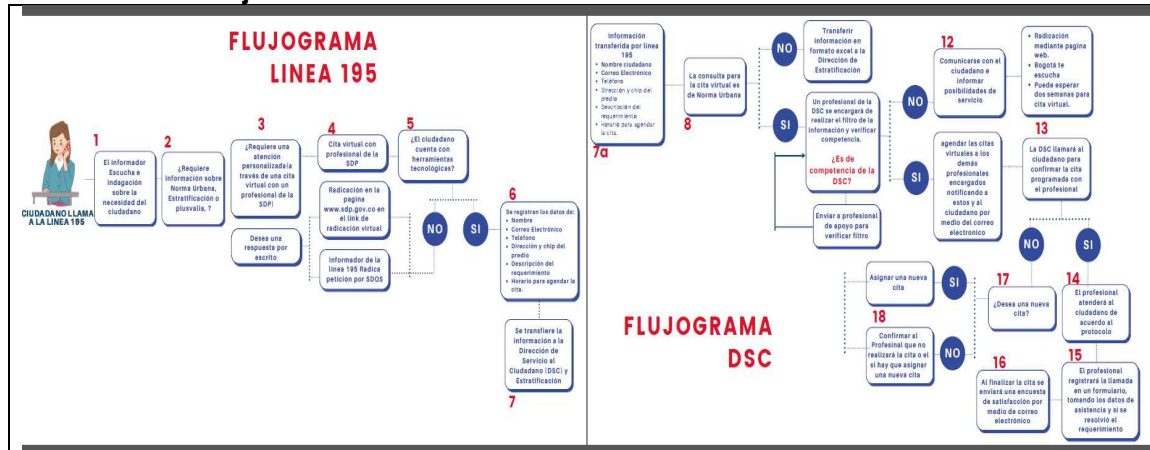 FLUJOGRAMA
LINEA 195
CIUDADANO LLAMA
A LA LINEA 195
1
El Informador
Escucha e
Indagación
sobre la
necesidad del
ciudadano
2
¿Requiere
información sobre
Norma Urbana,
Estratificación o
plusvalía, ?
3
¿Requiere una
atención
personalizada a
través de una cita
virtual con un
profesional de la
SDP)
Desea una
respuesta por
escrito
4
Cita virtual con
profesional de la
SDP
Radicación en la
pagina
www.sdp.gov.co en
el link de
radicación virtual
Informador de la
línea 195 Radica
petición por SDQS
5
¿El ciudadano
cuenta con
herramientas
tecnológicas?
NO
SI
6
Se registran los datos de:
• Nombre
• Correo Electrónico
• Teléfono
• Dirección y chip del
predio
• Descripción del
requerimiento
• Horario para agendar la
cita.
Se transfiere la
información a la
Dirección de
Servicio al
Ciudadano (DSC) y
Estratificación
7
Información
transferida por línea
195
• Nombre ciudadano
• Correo Electrónico
• Teléfono
• Dirección y chip del
predio
• Descripción del
requerimiento
• Horario para agendar
la cita.
7a
La consulta para
la cita virtual es
de Norma Urbana
8
NO
Transferir
información en
formato excel a la
Dirección de
Estratificación
SI
Un profesional de la
DSC se encargará de
realizar el filtro de la
información y verificar
competencia.
¿Es de
competencia de la
DSC?
Enviar a profesional
de apoyo para
verificar filtro
NO
12
Comunicarse con el
ciudadano e
informar
posibilidades de
servicio
• Radicación
mediante pagina
web.
• Bogotá te
escucha
• Puede esperar
dos semanas para
cita virtual.
SI
agendar las citas
virtuales a los
demás
profesionales
encargados
notificando a
estos y al
ciudadano por
medio del correo
electronico
13
La DSC llamará al
ciudadano para
confirmar la cita
programada con
el profesional
NO
SI
17
¿Desea una nueva
cita?
14
El profesional
atenderá al
ciudadano de
acuerdo al
protocolo
Asignar una nueva
cita
SI
18
Confirmar al
Profesinal que no
realizará la cita o el
si hay que asignar
una nueva cita
NO
FLUJOGRAMA
DSC
15
El profesional
registrará la llamada
en un formulario,
tomando los datos de
asistencia y si se
resolvió el
requerimiento
16
Al finalizar la cita se
enviará una encuesta
de satisfacción por
medio de correo
electrónico